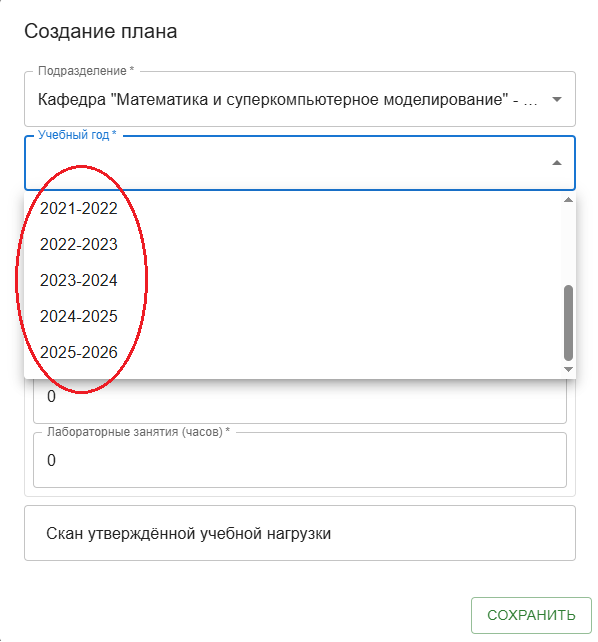 Создание плана
Подразделение *
Кафедра "Математика и суперкомпьютерное моделирование" - ...
Учебный год *
2021-2022
2022-2023
2023-2024
2024-2025
2025-2026
0
Лабораторные занятия (часов) *
0
Скан утверждённой учебной нагрузки
СОХРАНИТЬ